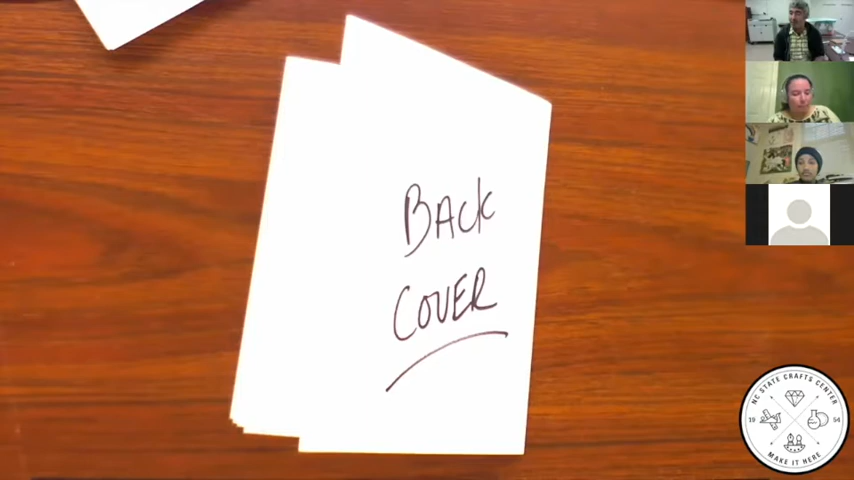 BACK
COVER
NC STATE CRAFTS CENTER
19 54
MAKE IT HERE